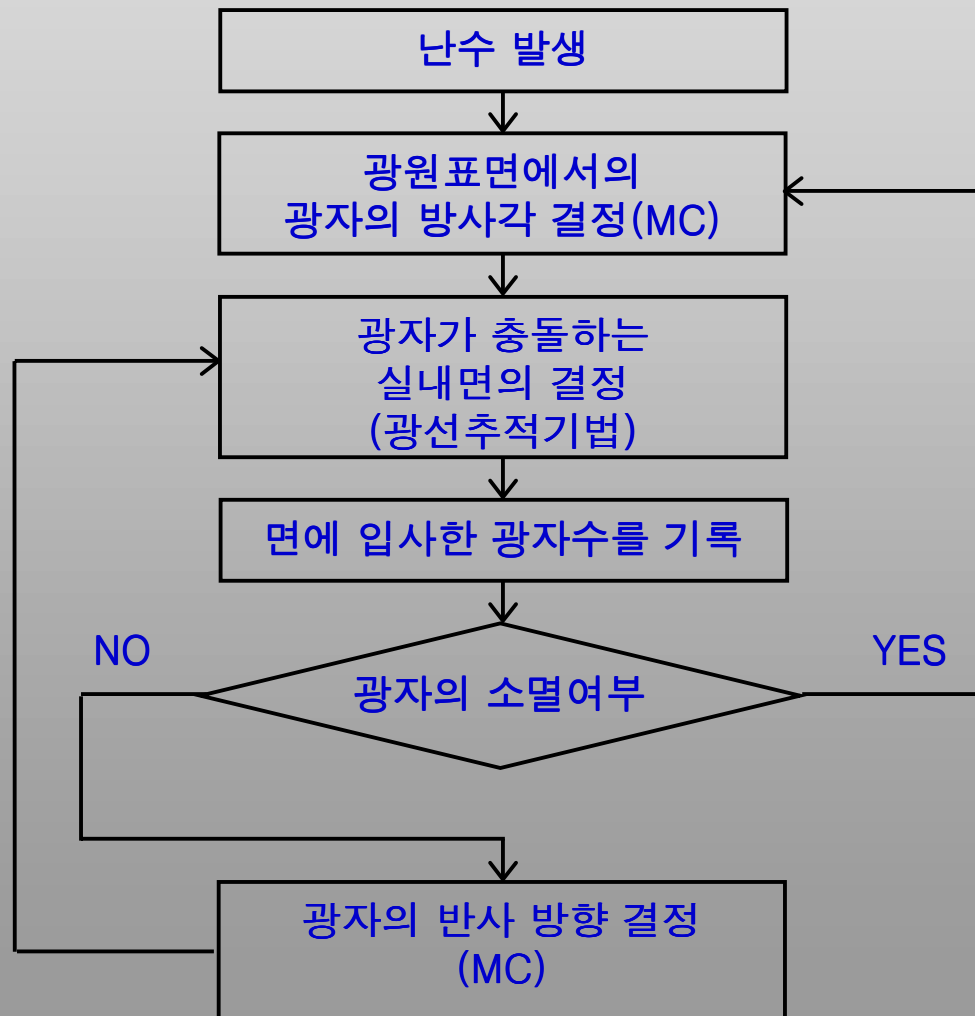 난수 발생
광원표면에서의
광자의 방사각 결정(MC)
광자가 충돌하는
실내면의 결정
(광선추적기법)
면에 입사한 광자수를 기록
NO
YES
광자의 소멸여부
광자의 반사 방향 결정
(MC)